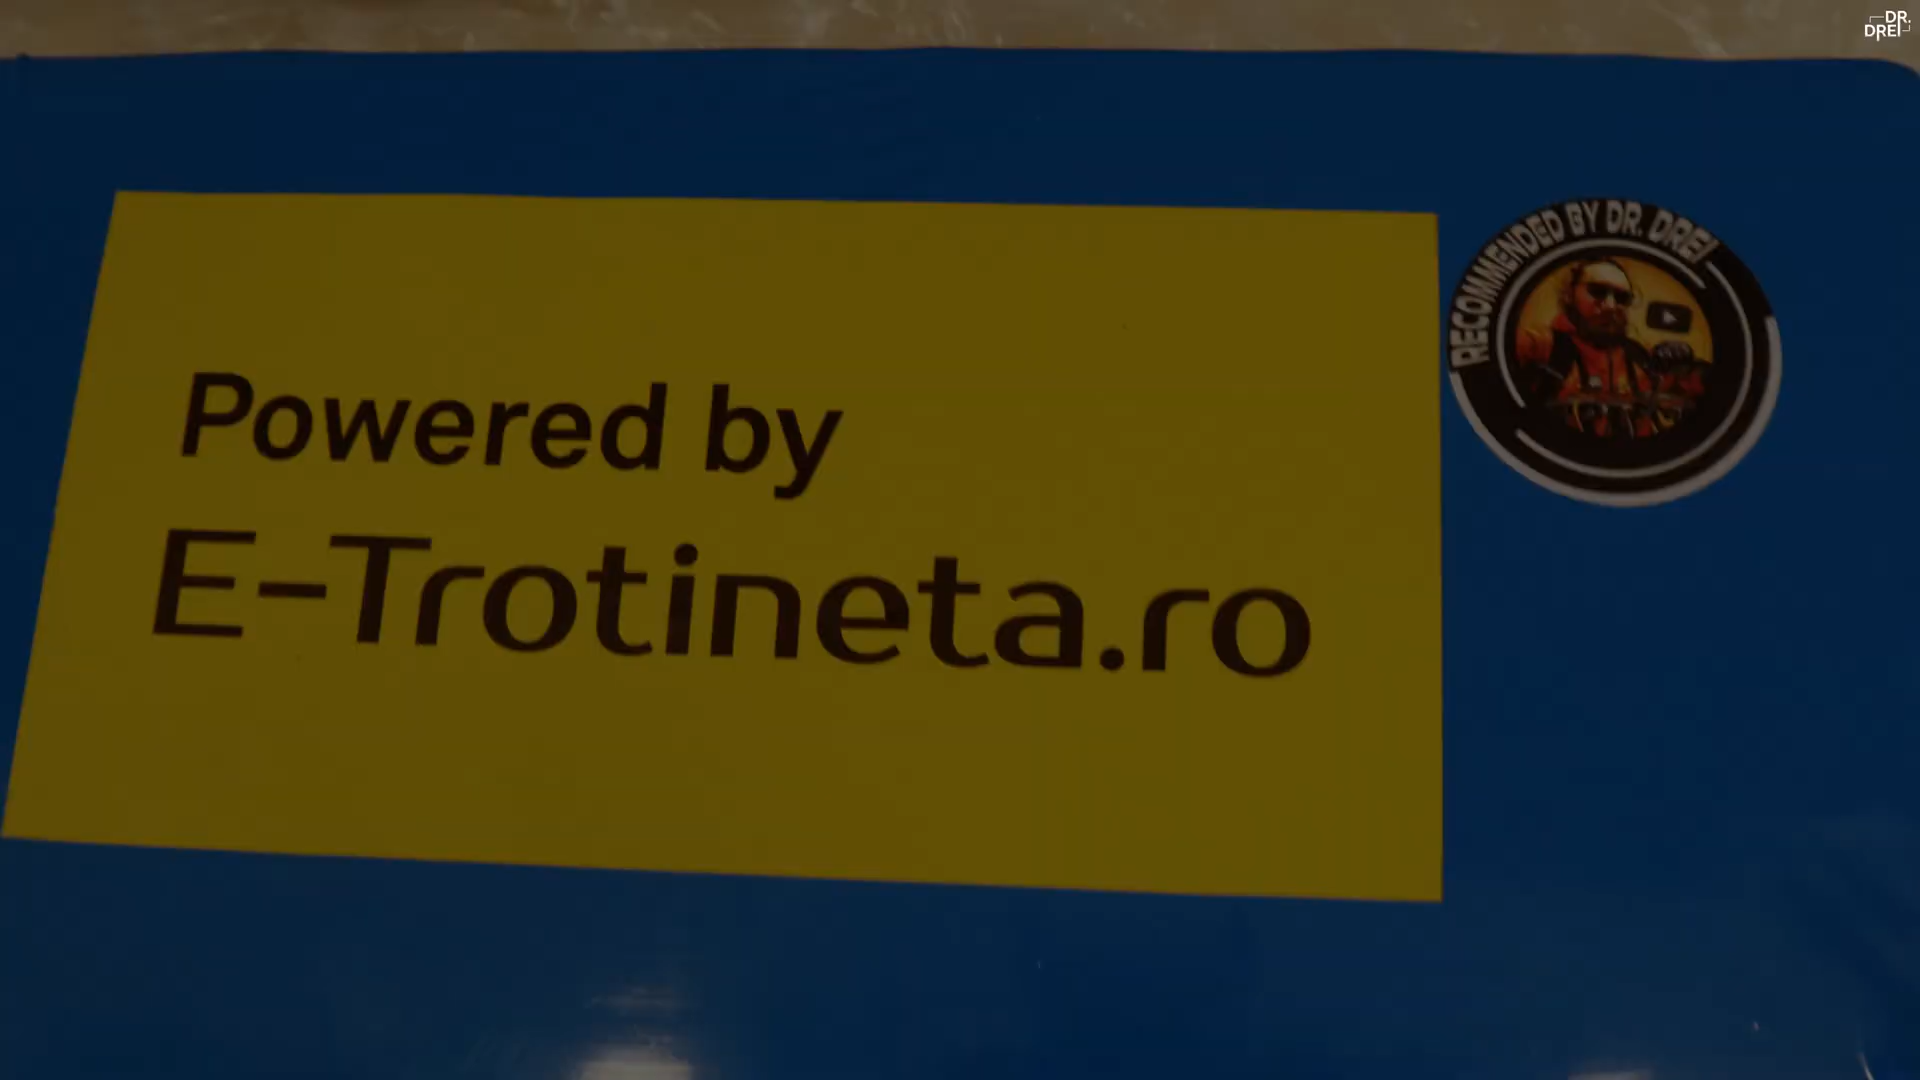 DR.
DREI
RECOMMENDED BY DR. DREI
Powered by
E-Trotineta.ro